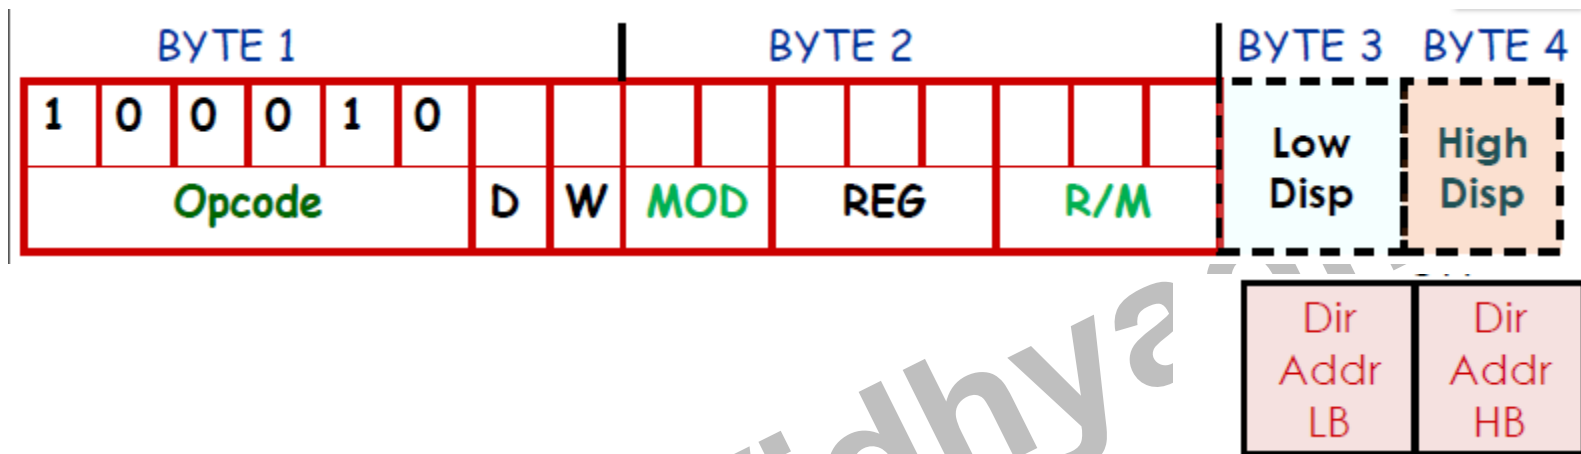 BYTE 1 BYTE 2 BYTE 3 BYTE 4
1 0 0 0 1 0
Low Disp High Disp
Opcode D W MOD REG R/M
Dir Addr LB Dir Addr HB